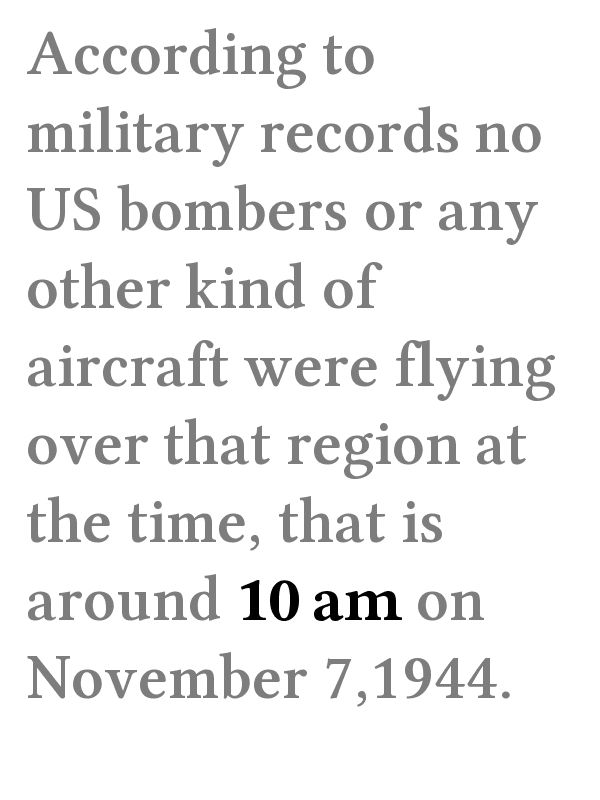 According to
military records no
US bombers or any
other kind of
aircraft were flying
over that region at
the time, that is
around 10 am on
November 7,1944.